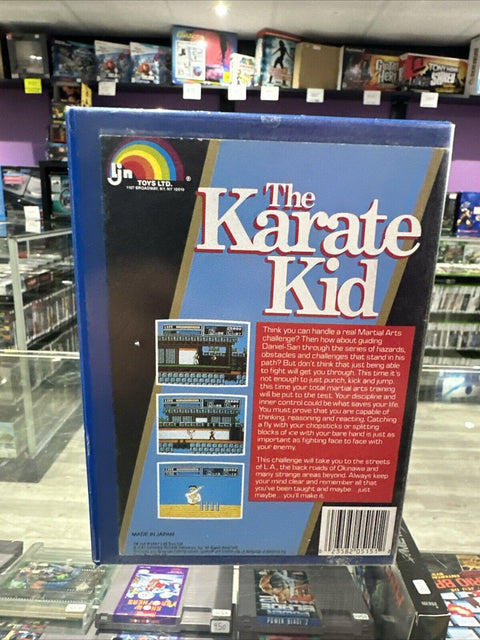 ljn
TOYS LTD.
1107 BROADWAY, NY, NY 10010
The
Karate
Kid
Think you can handle a real Martial Arts
challenge? Then how about guiding
Daniel-San through the series of hazards,
obstacles and challenges that stand in his
path? But don't think that just being able
to fight will get you through. This time it's
not enough to just punch, kick and jump,
this time your total martial arts training
will be put to the test. Your discipline and
inner control could be what saves your life.
You must prove that you are capable of
thinking, reasoning and reacting. Catching
a fly with your chopsticks or splitting
blocks of ice with your bare hand is just as
important as fighting face to face with
your enemy.
This challenge will take you to the streets
of L.A., the back roads of Okinawa and
many strange areas beyond. Always keep
your mind clear and remember all that
you've been taught and maybe... just
maybe... you'll make it.
MADE IN JAPAN
POWER BLADE 2